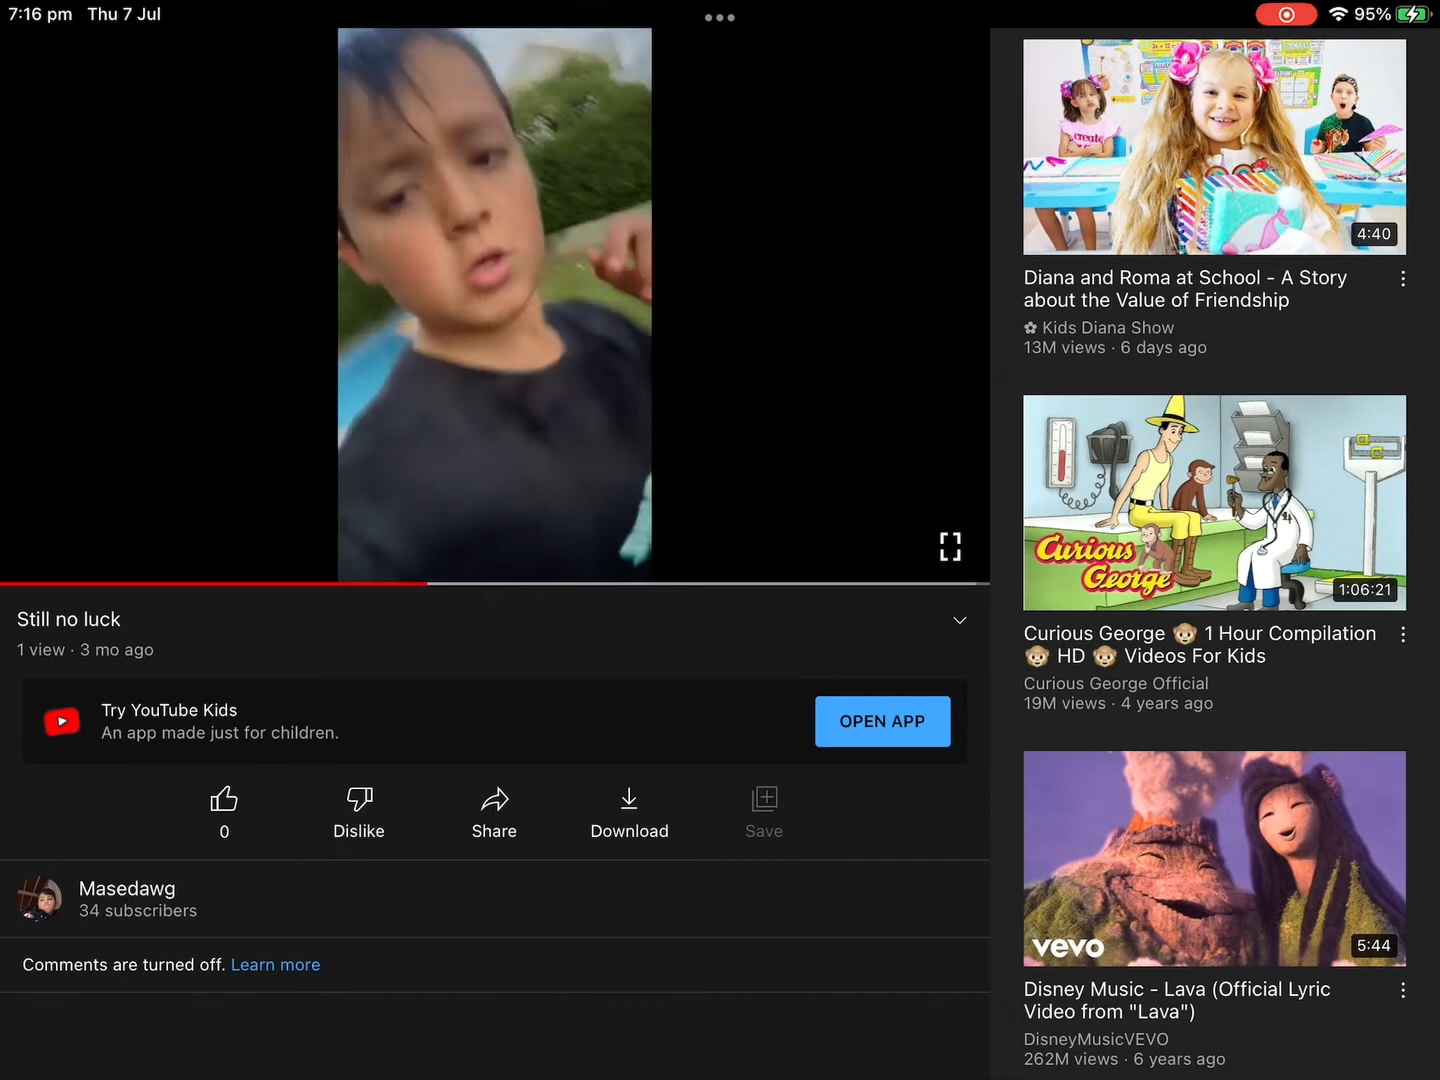 7:16 pm Thu 7 Jul
95%
create
4:40
Diana and Roma at School - A Story
about the Value of Friendship
Kids Diana Show
13M views · 6 days ago
Curious
George
1:06:21
Curious George 🐵 1 Hour Compilation
🐵 HD 🐵 Videos For Kids
Curious George Official
19M views · 4 years ago
vevo
5:44
Disney Music - Lava (Official Lyric
Video from "Lava")
DisneyMusicVEVO
262M views · 6 years ago
Still no luck
1 view · 3 mo ago
Try YouTube Kids
An app made just for children.
OPEN APP
0
Dislike
Share
Download
Save
Masedawg
34 subscribers
Comments are turned off. Learn more